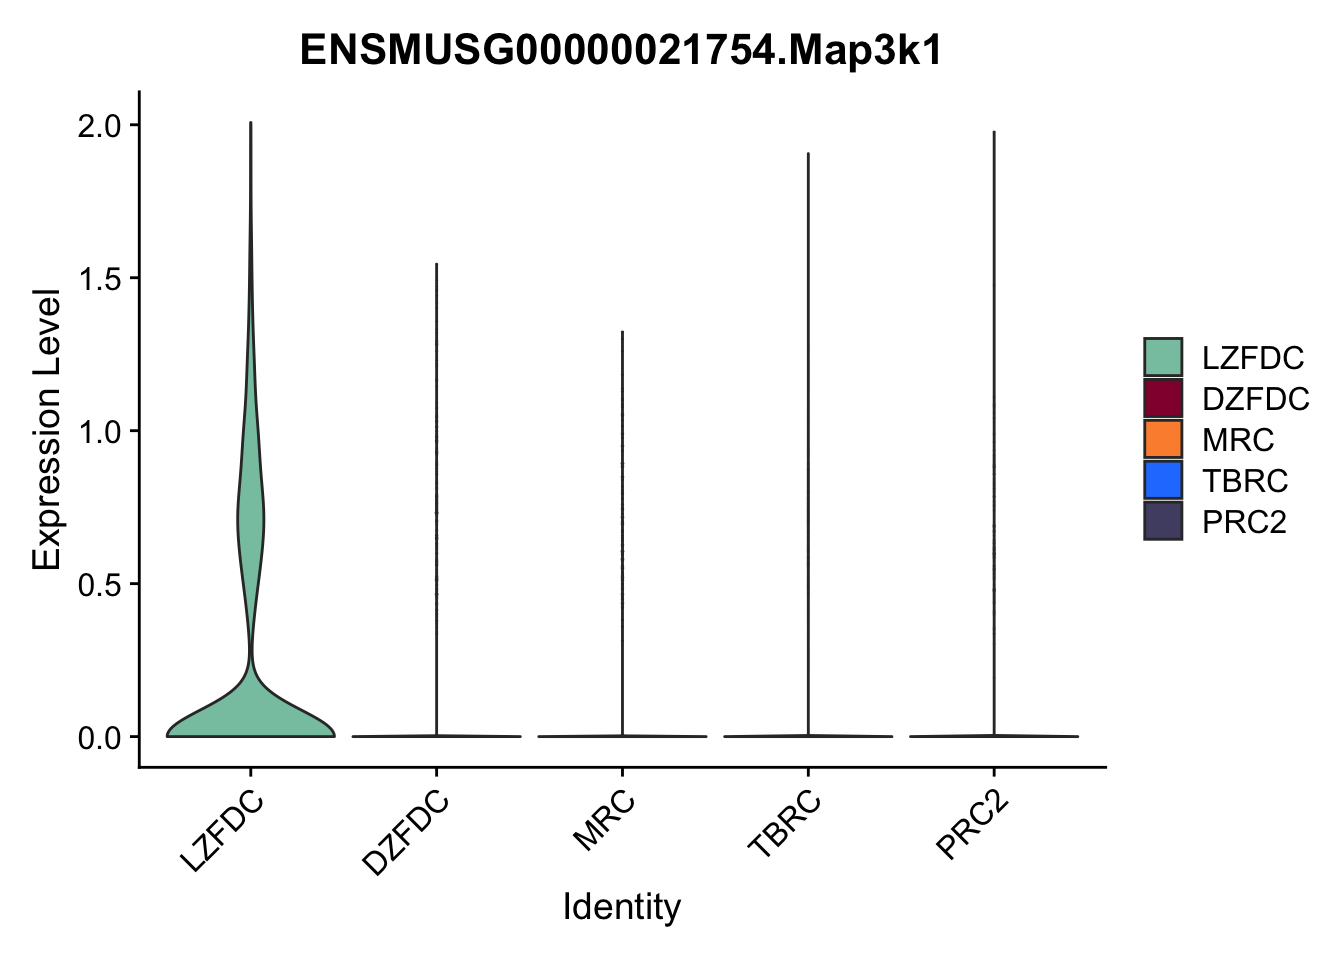 ENSMUSG00000021754.Map3k1
Expression Level
2.0
1.5
1.0
0.5
0.0
LZFDC
DZFDC
MRC
TBRC
PRC2
Identity
LZFDC
DZFDC
MRC
TBRC
PRC2